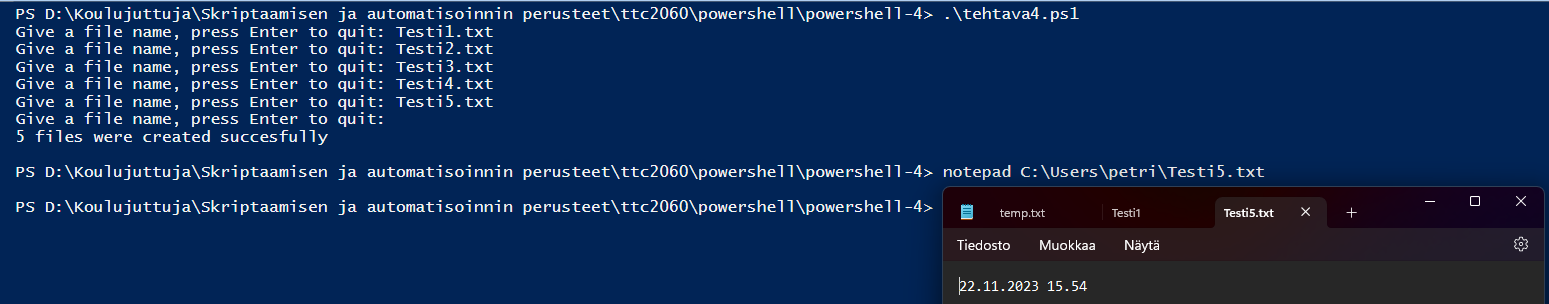 PS D:\Koulujuttuja\Skriptaamisen ja automatisoinnin perusteet\ttc2060\powershell\powershell-4> .\tehtava4.ps1
Give a file name, press Enter to quit: Testi1.txt
Give a file name, press Enter to quit: Testi2.txt
Give a file name, press Enter to quit: Testi3.txt
Give a file name, press Enter to quit: Testi4.txt
Give a file name, press Enter to quit: Testi5.txt
Give a file name, press Enter to quit:
5 files were created succesfully
PS D:\Koulujuttuja\Skriptaamisen ja automatisoinnin perusteet\ttc2060\powershell\powershell-4> notepad C:\Users\petri\Testi5.txt
PS D:\Koulujuttuja\Skriptaamisen ja automatisoinnin perusteet\ttc2060\powershell\powershell-4>
temp.txt Testi1 Testi5.txt
Tiedosto Muokkaa Näytä
22.11.2023 15.54